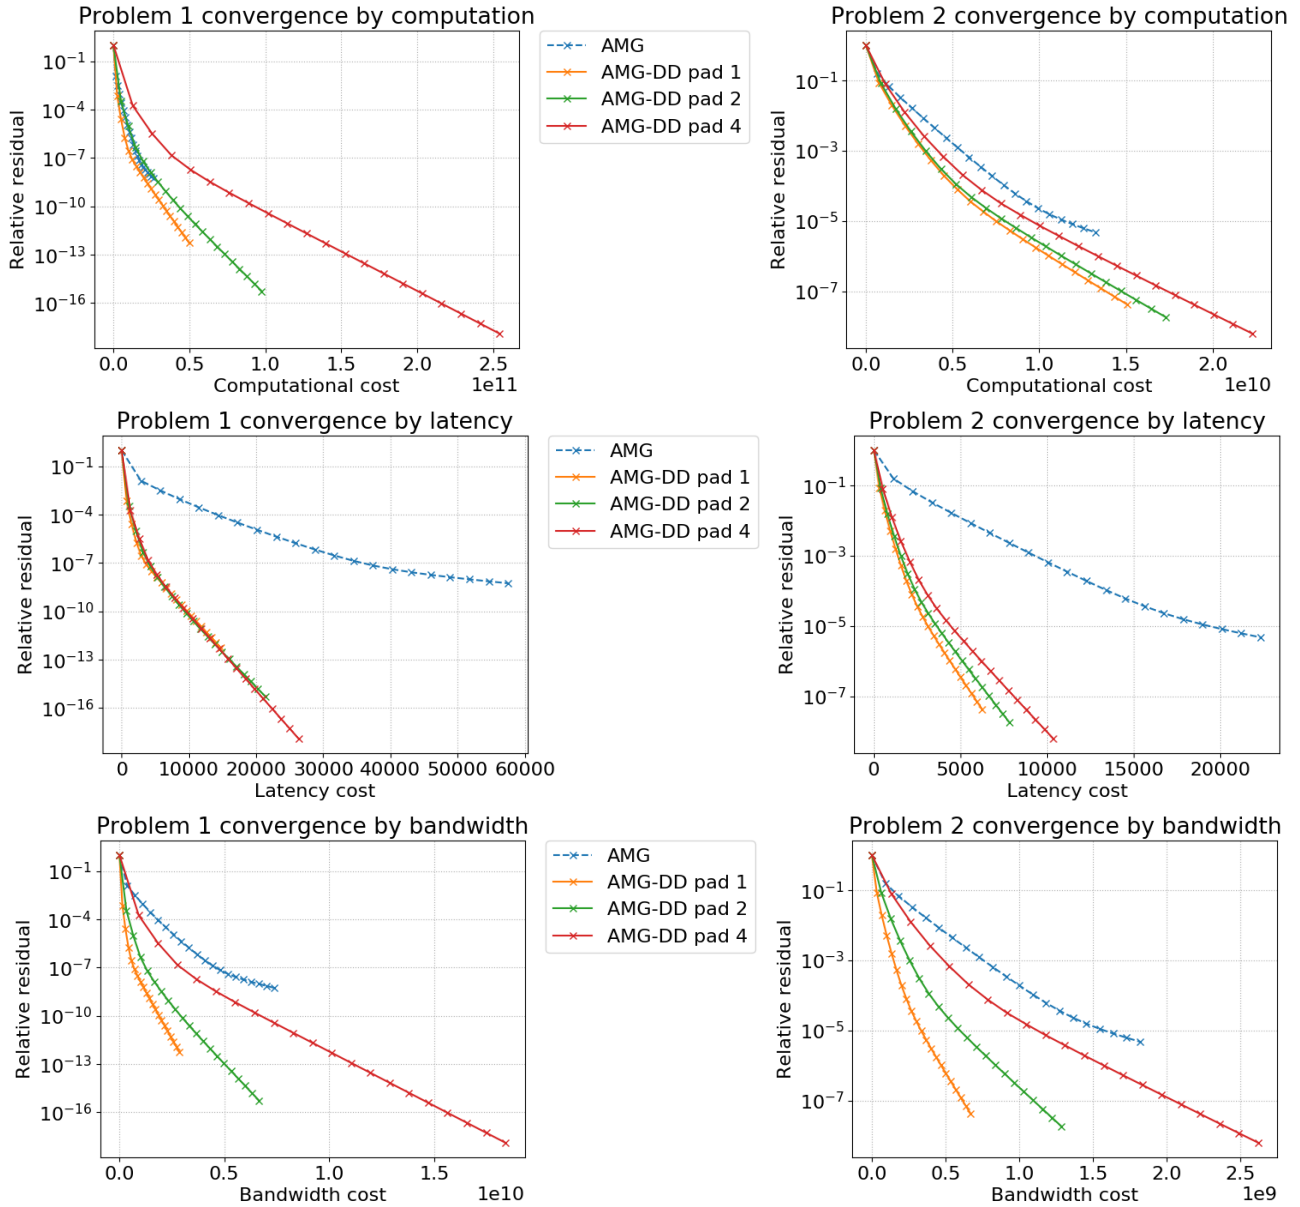 Problem 1 convergence by computation
Relative residual
10⁻¹
10⁻⁴
10⁻⁷
10⁻¹⁰
10⁻¹³
10⁻¹⁶
0.0 0.5 1.0 1.5 2.0 2.5
Computational cost
1e11
AMG
AMG-DD pad 1
AMG-DD pad 2
AMG-DD pad 4
Problem 2 convergence by computation
Relative residual
10⁻¹
10⁻³
10⁻⁵
10⁻⁷
0.0 0.5 1.0 1.5 2.0
Computational cost
1e10
Problem 1 convergence by latency
Relative residual
10⁻¹
10⁻⁴
10⁻⁷
10⁻¹⁰
10⁻¹³
10⁻¹⁶
0 10000 20000 30000 40000 50000 60000
Latency cost
AMG
AMG-DD pad 1
AMG-DD pad 2
AMG-DD pad 4
Problem 2 convergence by latency
Relative residual
10⁻¹
10⁻³
10⁻⁵
10⁻⁷
0 5000 10000 15000 20000
Latency cost
Problem 1 convergence by bandwidth
Relative residual
10⁻¹
10⁻⁴
10⁻⁷
10⁻¹⁰
10⁻¹³
10⁻¹⁶
0.0 0.5 1.0 1.5
Bandwidth cost
1e10
AMG
AMG-DD pad 1
AMG-DD pad 2
AMG-DD pad 4
Problem 2 convergence by bandwidth
Relative residual
10⁻¹
10⁻³
10⁻⁵
10⁻⁷
0.0 0.5 1.0 1.5 2.0 2.5
Bandwidth cost
1e9